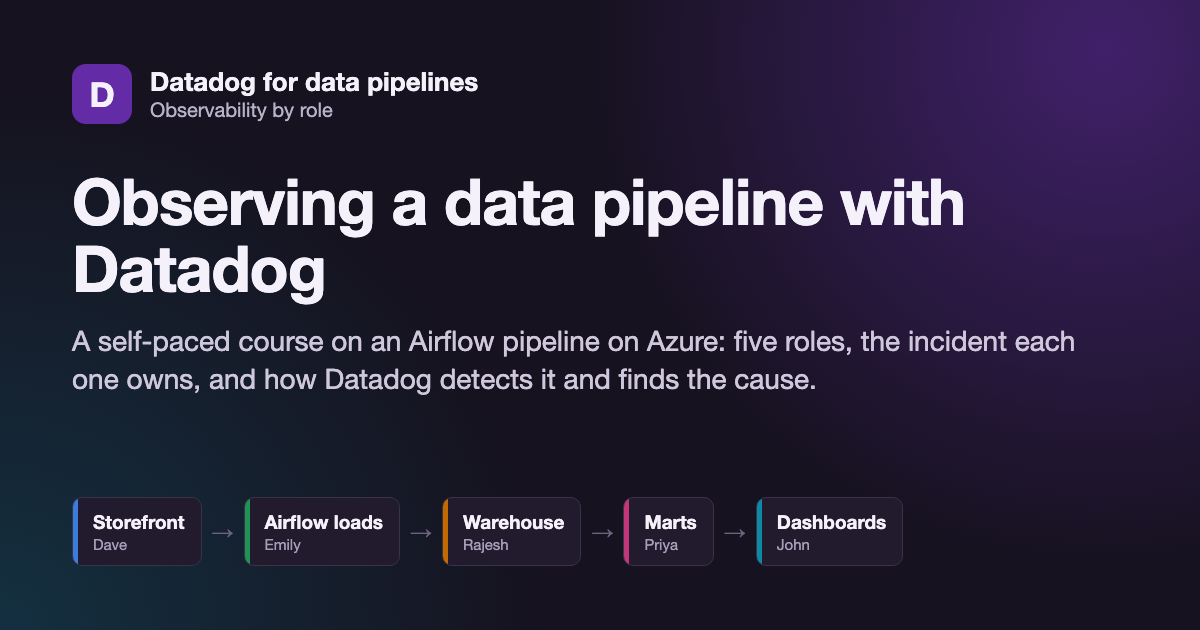 D
Datadog for data pipelines
Observability by role
Observing a data pipeline with
Datadog
A self-paced course on an Airflow pipeline on Azure: five roles, the incident each
one owns, and how Datadog detects it and finds the cause.
Storefront
Dave
→
Airflow loads
Emily
→
Warehouse
Rajesh
→
Marts
Priya
→
Dashboards
John